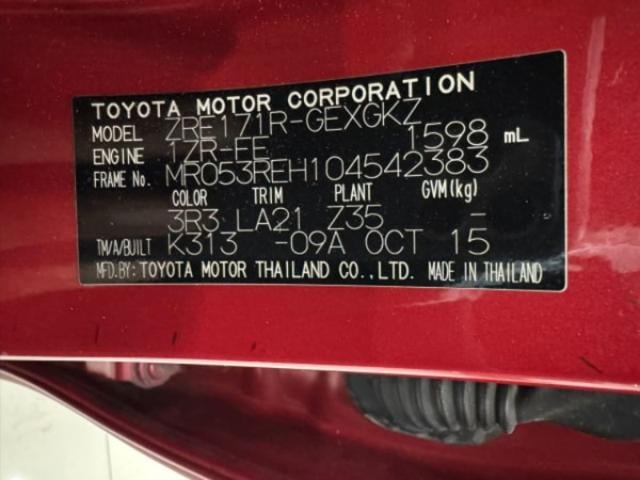 TOYOTA MOTOR CORPORATION
MODEL ZRE171R-GEXGKZ
ENGINE 1ZR-FE 1598 mL
FRAME No. MR053REH104542383
COLOR TRIM PLANT GVM(kg)
3R3 LA21 Z35 -
TM/A/BUILT K313 -09A OCT 15
MFD.BY: TOYOTA MOTOR THAILAND CO.,LTD. MADE IN THAILAND